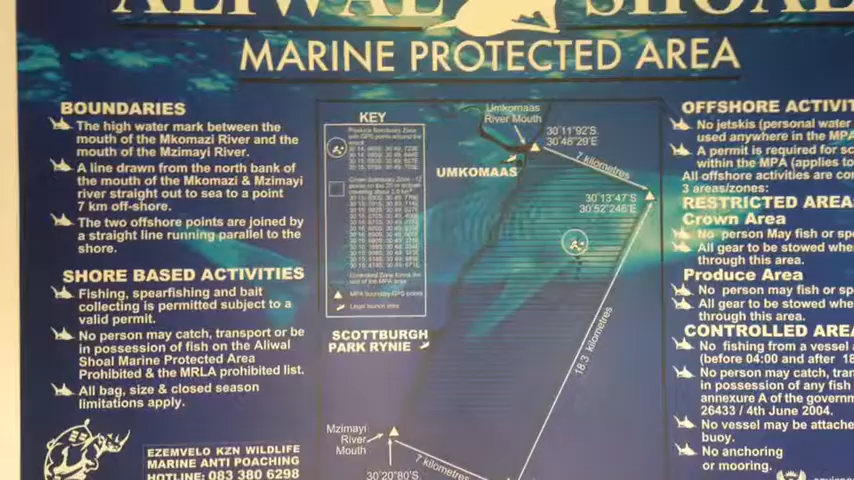 ALIWAL SHOAL
MARINE PROTECTED AREA
BOUNDARIES
The high water mark between the
mouth of the Mkomazi River and the
mouth of the Mzimayi River.
A line drawn from the north bank of
the mouth of the Mkomazi & Mzimayi
river straight out to sea to a point
7 km off-shore.
The two offshore points are joined by
a straight line running parallel to the
shore.
SHORE BASED ACTIVITIES
Fishing, spearfishing and bait
collecting is permitted subject to a
valid permit.
No person may catch, transport or be
in possession of fish on the Aliwal
Shoal Marine Protected Area
Prohibited & the MRLA prohibited list.
All bag, size & closed season
limitations apply.
EZEMVELO KZN WILDLIFE
MARINE ANTI POACHING
HOTLINE: 083 380 6298
KEY
MPA boundary GPS points
Legal launch sites
Umkomaas
River Mouth
30°11'92"S
30°48'29"E
UMKOMAAS
7 kilometres
30°13'47"S
30°52'246"E
18.3 kilometres
SCOTTBURGH
PARK RYNIE
Mzimayi
River
Mouth
30°20'80"S
7 kilometres
OFFSHORE ACTIVIT
No jetskis (personal water
used anywhere in the MPA
A permit is required for sc
within the MPA (applies to
All offshore activities are con
3 areas/zones:
RESTRICTED AREA
Crown Area
No person May fish or spe
All gear to be stowed whe
through this area.
Produce Area
No person may fish or sp
All gear to be stowed whe
through this area.
CONTROLLED AREA
No fishing from a vessel
(before 04:00 and after 18
No person may catch, tran
in possession of any fish
annexure A of the governm
26433 / 4th June 2004.
No vessel may be attache
buoy.
No anchoring
or mooring.